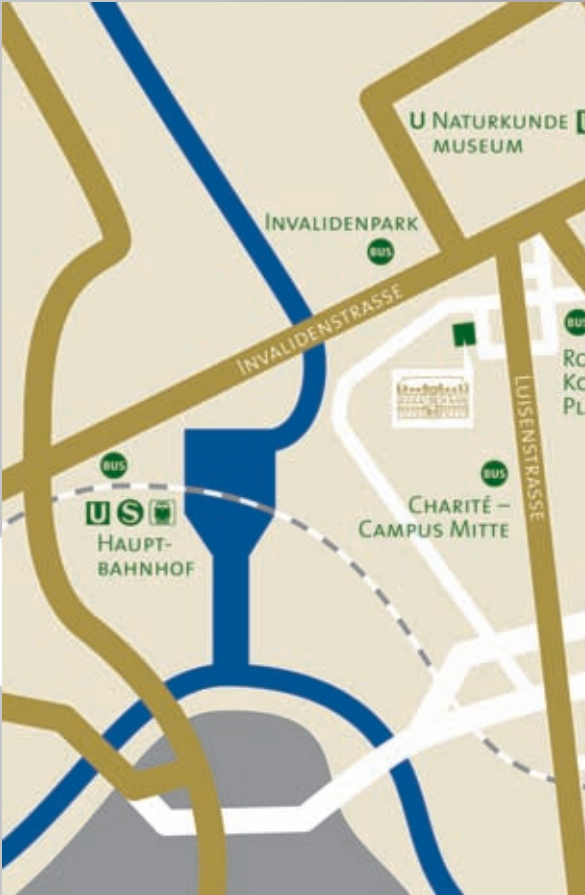 U NATURKUNDE
MUSEUM
INVALIDENPARK
BUS
INVALIDENSTRASSE
BUS
LUISENSTRASSE
BUS
BUS
U S
HAUPT-
BAHNHOF
CHARITÉ –
CAMPUS MITTE